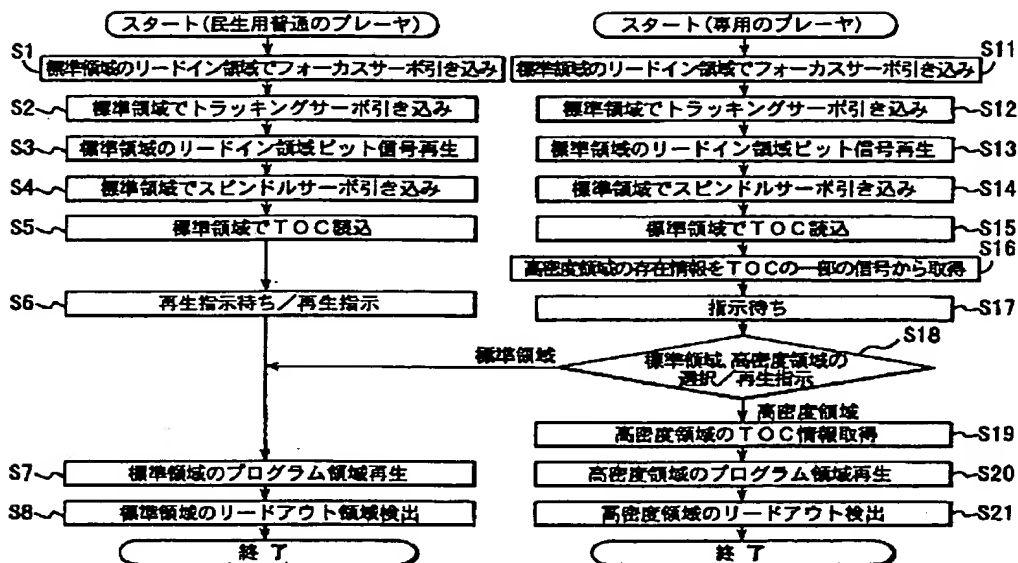 スタート(民生用普通のプレーヤ)
S1
標準領域のリードイン領域でフォーカスサーボ引き込み
S2
標準領域でトラッキングサーボ引き込み
S3
標準領域のリードイン領域ピット信号再生
S4
標準領域でスピンドルサーボ引き込み
S5
標準領域でTOC読込
S6
再生指示待ち/再生指示
S7
標準領域のプログラム領域再生
S8
標準領域のリードアウト領域検出
終了
スタート(専用のプレーヤ)
S11
標準領域のリードイン領域でフォーカスサーボ引き込み
標準領域でトラッキングサーボ引き込み
S12
標準領域のリードイン領域ピット信号再生
S13
標準領域でスピンドルサーボ引き込み
S14
標準領域でTOC読込
S15
S16
高密度領域の存在情報をTOCの一部の信号から取得
指示待ち
S17
S18
標準領域、高密度領域の
選択/再生指示
標準領域
高密度領域
高密度領域のTOC情報取得
S19
高密度領域のプログラム領域再生
S20
高密度領域のリードアウト検出
S21
終了